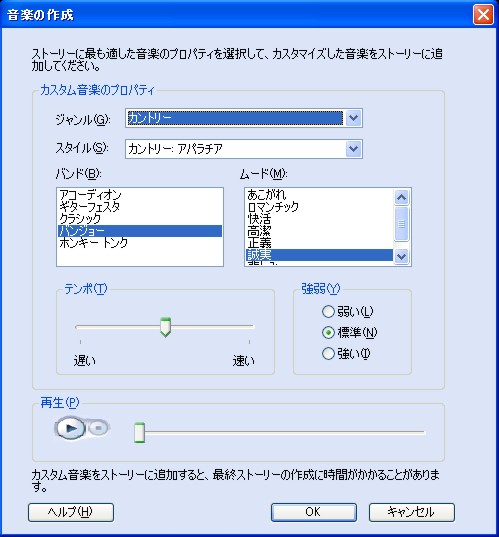 音楽の作成
ストーリーに最も適した音楽のプロパティを選択して、カスタマイズした音楽をストーリーに追
加してください。
カスタム音楽のプロパティ
ジャンル(G):
カントリー
スタイル(S):
カントリー: アパラチア
バンド(B):
ムード(M):
アコーディオン
ギターフェスタ
クラシック
バンジョー
ホンキー トンク
あこがれ
ロマンチック
快活
高潔
正義
誠実
テンポ(T)
遅い
速い
強弱(Y)
弱い(L)
標準(N)
強い(I)
再生(P)
カスタム音楽をストーリーに追加すると、最終ストーリーの作成に時間がかかることがありま
す。
ヘルプ(H)
OK
キャンセル